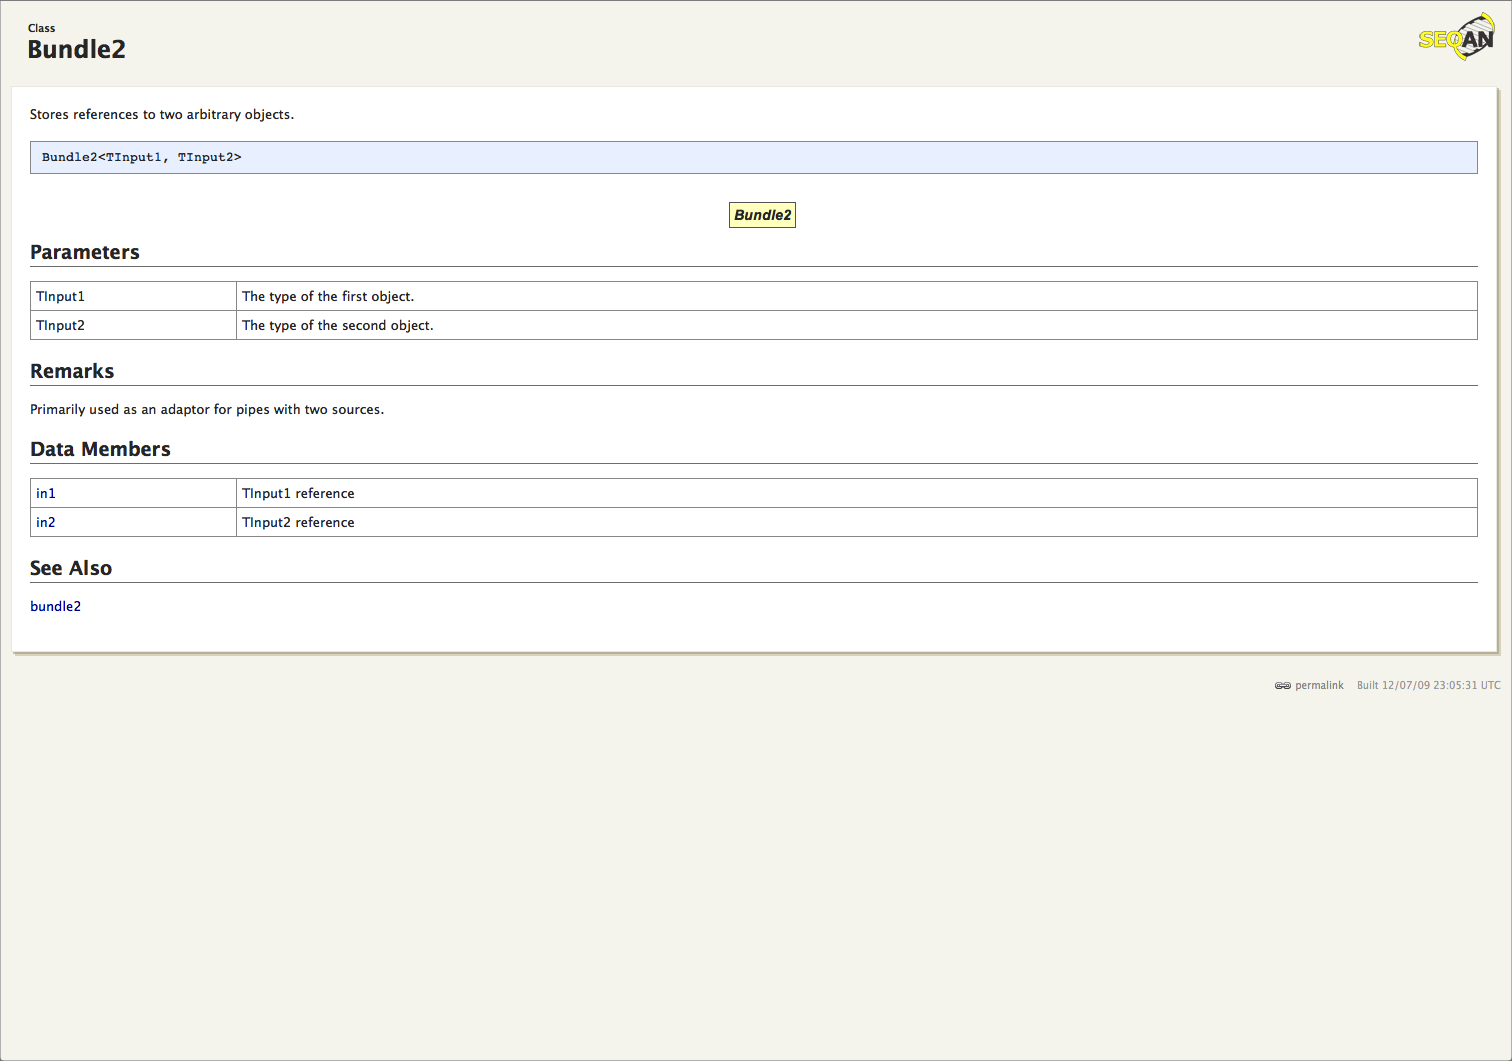 Class
Bundle2
SEQAN
Stores references to two arbitrary objects.
Bundle2<TInput1, TInput2>
Bundle2
Parameters
TInput1 The type of the first object.
TInput2 The type of the second object.
Remarks
Primarily used as an adaptor for pipes with two sources.
Data Members
in1 TInput1 reference
in2 TInput2 reference
See Also
bundle2
permalink Built 12/07/09 23:05:31 UTC